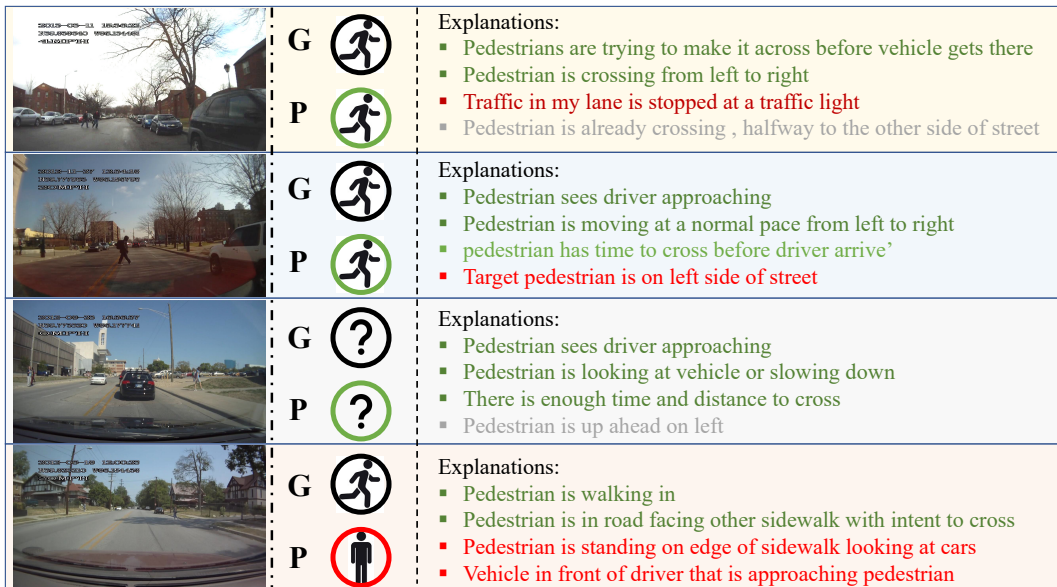 G
P
Explanations:
▪ Pedestrians are trying to make it across before vehicle gets there
▪ Pedestrian is crossing from left to right
▪ Traffic in my lane is stopped at a traffic light
▪ Pedestrian is already crossing , halfway to the other side of street
G
P
Explanations:
▪ Pedestrian sees driver approaching
▪ Pedestrian is moving at a normal pace from left to right
▪ pedestrian has time to cross before driver arrive’
▪ Target pedestrian is on left side of street
G
?
P
?
Explanations:
▪ Pedestrian sees driver approaching
▪ Pedestrian is looking at vehicle or slowing down
▪ There is enough time and distance to cross
▪ Pedestrian is up ahead on left
G
P
Explanations:
▪ Pedestrian is walking in
▪ Pedestrian is in road facing other sidewalk with intent to cross
▪ Pedestrian is standing on edge of sidewalk looking at cars
▪ Vehicle in front of driver that is approaching pedestrian